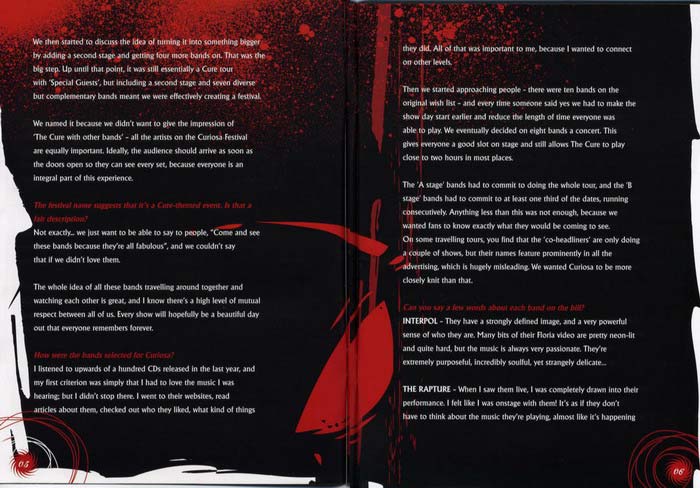 We then started to discuss the idea of turning it into something bigger
by adding a second stage and getting four more bands on. That was the
big step. Up until that point, it was still essentially a Cure tour
with 'Special Guests', but including a second stage and seven diverse
but complementary bands meant we were effectively creating a festival.
We named it because we didn't want to give the impression of
'The Cure with other bands' – all the artists on the Curiosa Festival
are equally important. Ideally, the audience should arrive as soon as
the doors open so they can see every set, because everyone is an
integral part of this experience.
The festival name suggests that it's a Cure-themed event. Is that a
fair description?
Not exactly... we just want to be able to say to people, "Come and see
these bands because they're all fabulous", and we couldn't say
that if we didn't love them.
The whole idea of all these bands travelling around together and
watching each other is great, and I know there's a high level of mutual
respect between all of us. Every show will hopefully be a beautiful day
out that everyone remembers forever.
How were the bands selected for Curiosa?
I listened to upwards of a hundred CDs released in the last year, and
my first criterion was simply that I had to love the music I was
hearing; but I didn't stop there. I went to their websites, read
articles about them, checked out who they liked, what kind of things
05
they did. All of that was important to me, because I wanted to connect
on other levels.
Then we started approaching people – there were ten bands on the
original wish list – and every time someone said yes we had to make the
show day start earlier and reduce the length of time everyone was
able to play. We eventually decided on eight bands a concert. This
gives everyone a good slot on stage and still allows The Cure to play
close to two hours in most places.
The 'A stage' bands had to commit to doing the whole tour, and the 'B
stage' bands had to commit to at least one third of the dates, running
consecutively. Anything less than this was not enough, because we
wanted fans to know exactly what they would be coming to see.
On some travelling tours, you find that the 'co-headliners' are only doing
a couple of shows, but their names feature prominently in all the
advertising, which is hugely misleading. We wanted Curiosa to be more
closely knit than that.
Can you say a few words about each band on the bill?
INTERPOL – They have a strongly defined image, and a very powerful
sense of who they are. Many bits of their Floria video are pretty neon-lit
and quite hard, but the music is always very passionate. They're
extremely purposeful, incredibly soulful, yet strangely delicate...
THE RAPTURE – When I saw them live, I was completely drawn into their
performance. I felt like I was onstage with them! It's as if they don't
have to think about the music they're playing, almost like it's happening
06